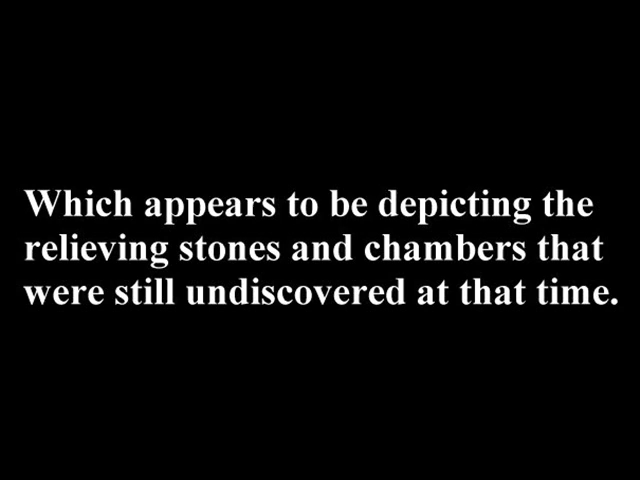 Which appears to be depicting the
relieving stones and chambers that
were still undiscovered at that time.